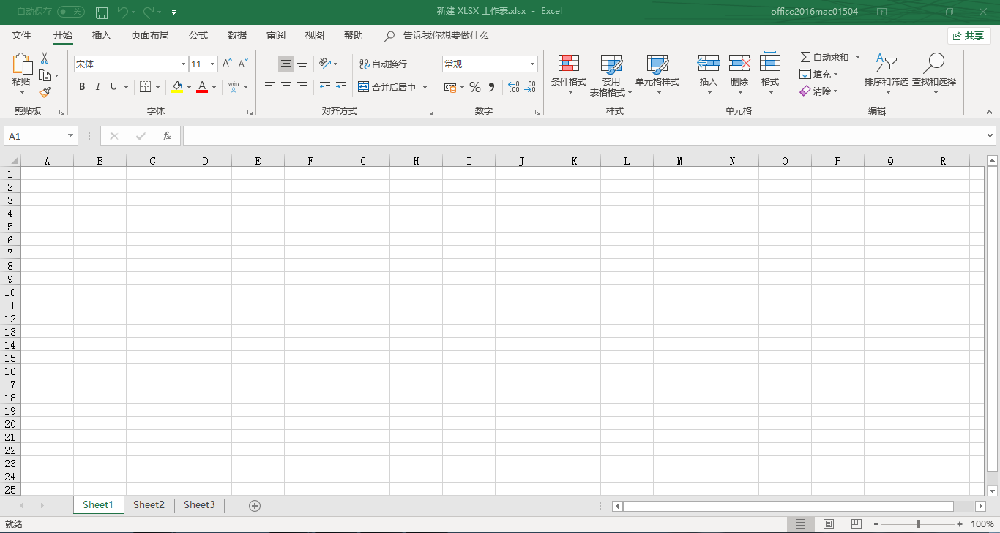 自动保存 关 新建 XLSX 工作表.xlsx - Excel office2016mac01504
文件 开始 插入 页面布局 公式 数据 审阅 视图 帮助 告诉我你想要做什么 共享
宋体 11 A A ab 自动换行 常规 自动求和
粘贴 条件格式 套用 单元格样式 插入 删除 格式 填充 排序和筛选 查找和选择
B I U A wén 文 合并后居中 % .00 .00 表格格式 清除
剪贴板 字体 对齐方式 数字 样式 单元格 编辑
A1 fx
A B C D E F G H I J K L M N O P Q R
1
2
3
4
5
6
7
8
9
10
11
12
13
14
15
16
17
18
19
20
21
22
23
24
25
Sheet1 Sheet2 Sheet3
就绪 100%